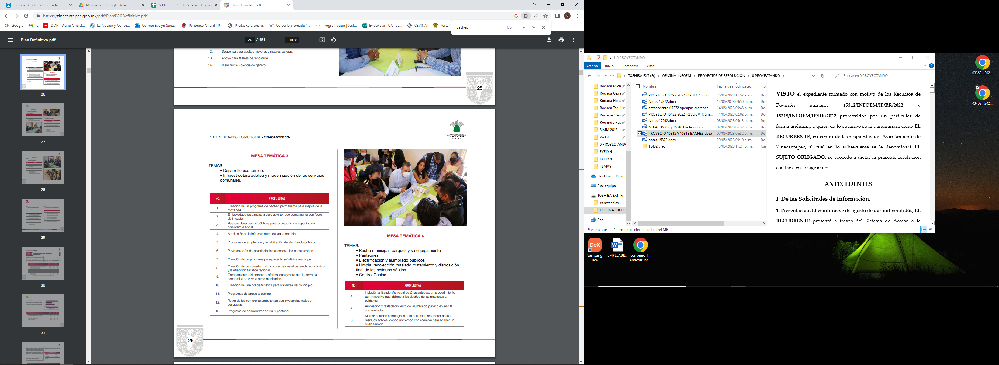 Zimbra: Bandeja de entrada
Mi unidad - Google Drive
5-06-2023REC_REV_.xlsx - Hojas
Plan Definitivo.pdf
https://zinacantepec.gob.mx/pdf/Plan%20Definitivo.pdf
e
Google
fa
DOF - Diario Oficial...
La Nocion y Conce...
Correo: Evelyn Souz...
Periódico Oficial | P...
P_citasReferencias
Curso: Diplomado "...
Programación | Just...
Evidencias -UA- de...
CEVINAI
Portal S
bacheo
1/6
Plan Definitivo.pdf
26 / 451
100%
26
27
28
29
30
31
12. Despensa para adultos mayores y madres solteras.
13. Apoyo para talleres de repostería.
14. Disminuir la violencia de género.
25
PLAN DE DESARROLLO MUNICIPAL •ZINACANTEPEC•
AYUNTAMIENTO DE
ZINACANTEPEC
2022 - 2024
MESA TEMÁTICA 3
TEMAS:
• Desarrollo económico.
• Infraestructura pública y modernización de los servicios
comunales.
NO. PROPUESTAS
1. Creación de un programa de bacheo permanente para mejora de la
movilidad.
2. Embovedado de canales a cielo abierto, que actualmente son focos
de infección.
3. Rescate de espacios públicos para la creación de espacios de
convivencia social.
4. Ampliación en la infraestructura del agua potable.
5. Programa de ampliación y rehabilitación de alumbrado público.
6. Pavimentación de los principales accesos a las comunidades.
7. Creación de un programa para pintar la señalética municipal.
8. Creación de un corredor turístico que detone el desarrollo económico
y la atracción turística regional.
9. Ordenamiento del comercio informal que genera que la derrama
económica se vaya a otros municipios.
10. Creación de una policía turística para visitantes del municipio.
11. Programas de apoyo al campo.
12. Retiro de los comercios ambulantes que invaden las calles y
banquetas.
13. Programa de concientización vial y peatonal.
MESA TEMÁTICA 4
TEMAS:
• Rastro municipal, parques y su equipamiento
• Panteones
• Electrificación y alumbrado públicos
• Limpia, recolección, traslado, tratamiento y disposición
final de los residuos sólidos.
• Control Canino.
NO. PROPUESTAS
1. Inclusión al Bando Municipal de Zinacantepec, un procedimiento
administrativo que obligue a los dueños de las mascotas a
cuidarlos.
2. Ampliación y restablecimiento del alumbrado público en las 50
comunidades.
3. Marcar paradas estratégicas para el camión recolector de los
residuos sólidos, dando un tiempo considerable para brindar un
buen servicio.
26
0 PROYECTANDO
Archivo Inicio Compartir Vista
TOSHIBA EXT (F:) > OFICINA-INFOEM > PROYECTOS DE RESOLUCIÓN > 0 PROYECTANDO >
Buscar en 0 PROYECTANDO
Rodada Mich
Rodada Oaxa
Rodada Huas
Rodada Tequi
Rodadas Varia
Rodando Rut
SIMM 2018
WeFit
0 PROYECTANDO
EVELYN
EVELYN
TEMAS
OneDrive - Person
Este equipo
TOSHIBA EXT (F:)
constacnias
OFICINA-INFOEI
Red
Nombre Fecha de modificación Tipo
PROYECTO 17592_2022_ORDENA_ofici... 15/06/2023 11:52 a. m. Doc
Notas 17272.docx 14/06/2023 09:50 p. m. Doc
antecedentes17272 opdapas metepec.... 14/06/2023 09:48 p. m. Doc
PROYECTO 15432_2022_REVOCA_Núm... 14/06/2023 02:02 p. m. Doc
Notas 17592.docx 08/06/2023 06:13 p. m. Doc
NOTAS 15312 y 15318 Baches.docx 07/06/2023 06:32 p. m. Doc
PROYECTO 15312 Y 15318 BACHES.docx 07/06/2023 06:32 p. m. Doc
notas 15872.docx 29/05/2023 09:10 a. m. Doc
15432 y ac 13/06/2023 11:21 p. m. Car
9 elementos 1 elemento seleccionado 5.64 MB
VISTO el expediente formado con motivo de los Recursos de
Revisión números 15312/INFOEM/IP/RR/2022 y
15318/INFOEM/IP/RR/2022 promovidos por un particular de
forma anónima, a quien en lo sucesivo se le denominara como EL
RECURRENTE, en contra de las respuestas del Ayuntamiento de
Zinacantepec, al cual en lo subsecuente se le denominará EL
SUJETO OBLIGADO, se procede a dictar la presente resolución
con base en lo siguiente:
ANTECEDENTES
I. De las Solicitudes de Información.
1. Presentación. El veintinueve de agosto de dos mil veintidós, EL
RECURRENTE presentó a través del Sistema de Acceso a la
03362__202...
03402__202...
DeX
Samsung
DeX
EMPLEABIL...
convenio_F...
anticorrupc...